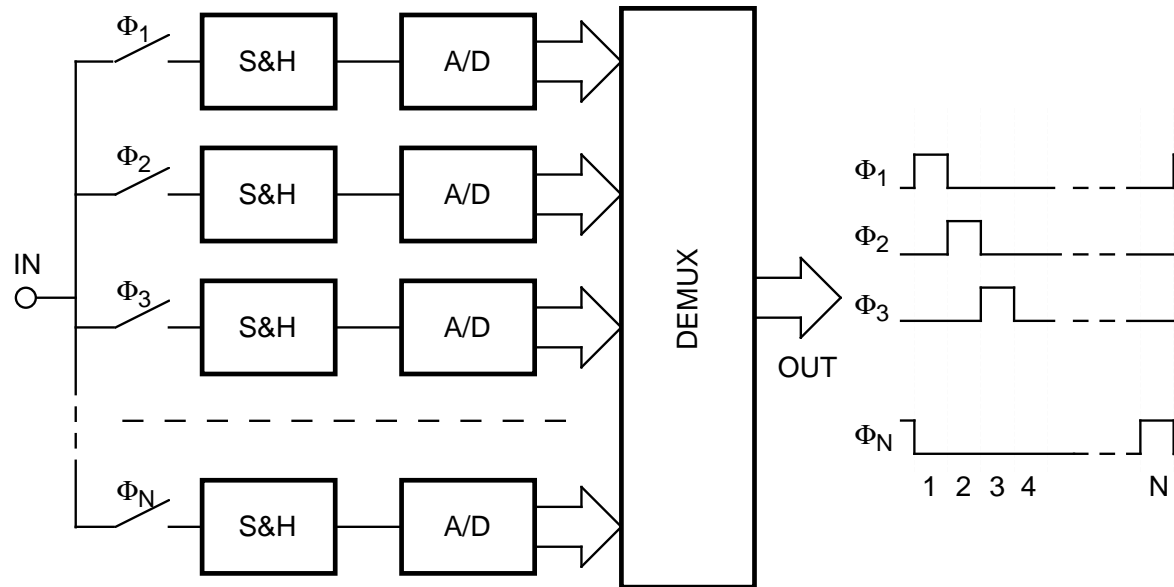 Φ1 S&H A/D
Φ2 S&H A/D
IN Φ3 S&H A/D
ΦN S&H A/D
DEMUX
OUT
Φ1
Φ2
Φ3
ΦN
1 2 3 4 N